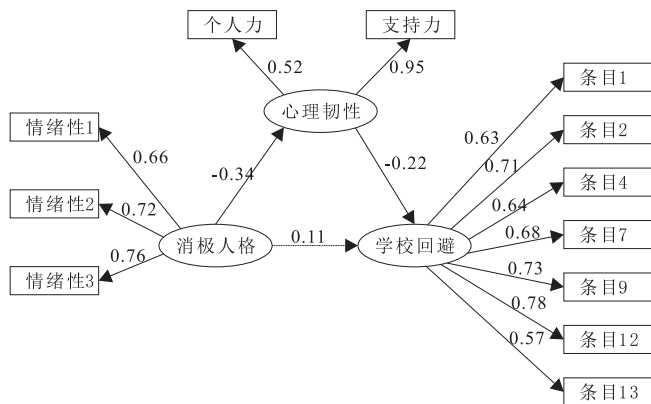 个人力
支持力
0.52
0.95
心理韧性
条目1
条目2
条目4
条目7
条目9
条目12
条目13
情绪性1
情绪性2
情绪性3
0.66
0.72
0.76
-0.34
-0.22
消极人格
0.11
学校回避
0.63
0.71
0.64
0.68
0.73
0.78
0.57